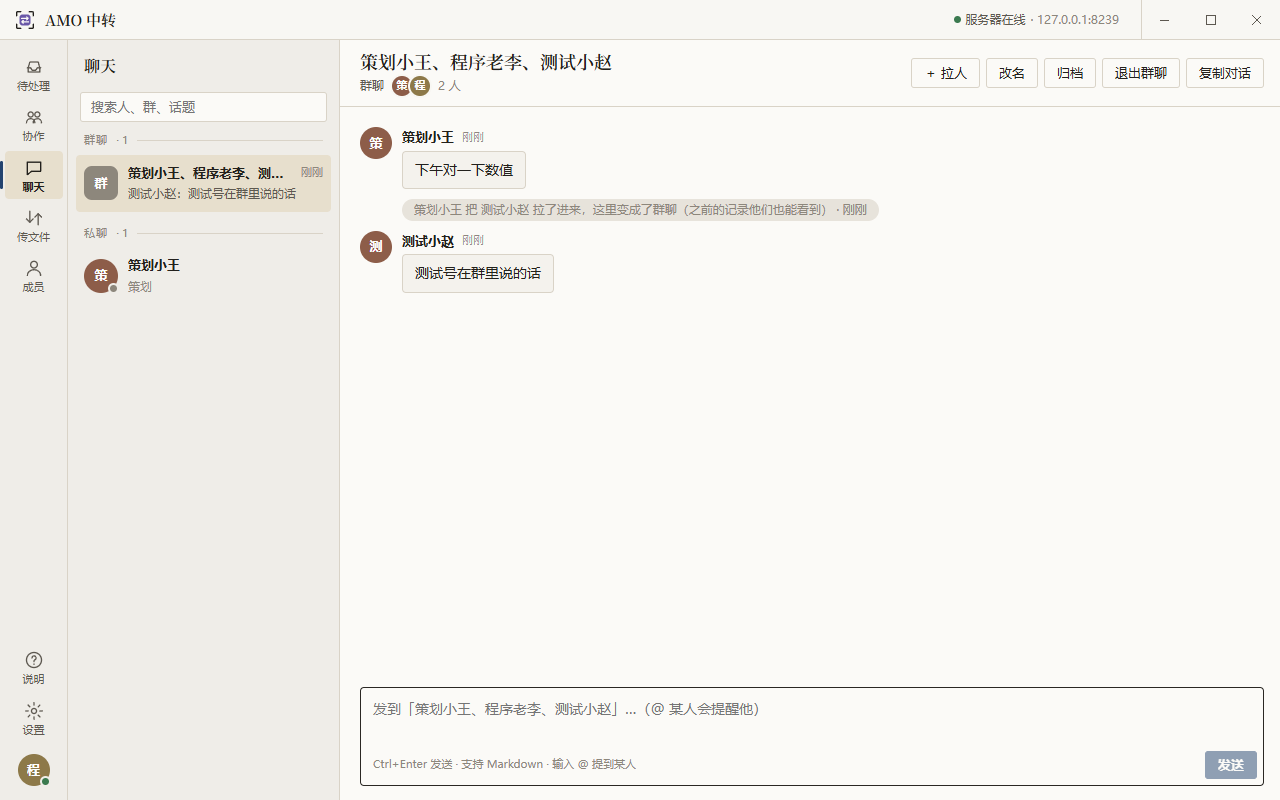 AMO 中转
服务器在线 · 127.0.0.1:8239
待处理
协作
聊天
传文件
成员
说明
设置
程
聊天
搜索人、群、话题
群聊 · 1
群
策划小王、程序老李、测... 刚刚
测试小赵：测试号在群里说的话
私聊 · 1
策
策划小王
策划
策划小王、程序老李、测试小赵
群聊 策 程 2 人
+ 拉人
改名
归档
退出群聊
复制对话
策
策划小王 刚刚
下午对一下数值
策划小王 把 测试小赵 拉了进来，这里变成了群聊（之前的记录他们也能看到） · 刚刚
测
测试小赵 刚刚
测试号在群里说的话
发到「策划小王、程序老李、测试小赵」…（@ 某人会提醒他）
Ctrl+Enter 发送 · 支持 Markdown · 输入 @ 提到某人
发送